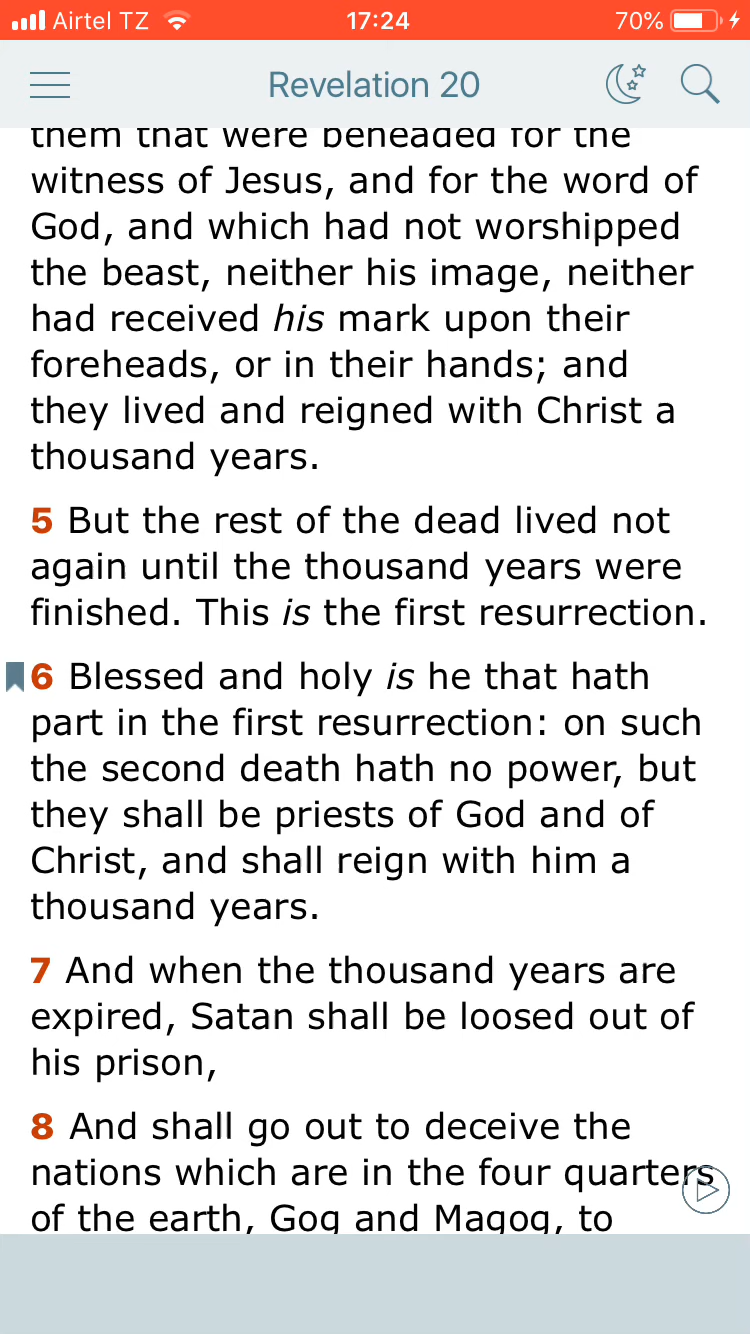 Airtel TZ 17:24 70%
Revelation 20
them that were beheaded for the
witness of Jesus, and for the word of
God, and which had not worshipped
the beast, neither his image, neither
had received his mark upon their
foreheads, or in their hands; and
they lived and reigned with Christ a
thousand years.
5 But the rest of the dead lived not
again until the thousand years were
finished. This is the first resurrection.
6 Blessed and holy is he that hath
part in the first resurrection: on such
the second death hath no power, but
they shall be priests of God and of
Christ, and shall reign with him a
thousand years.
7 And when the thousand years are
expired, Satan shall be loosed out of
his prison,
8 And shall go out to deceive the
nations which are in the four quarters
of the earth, Gog and Magog, to